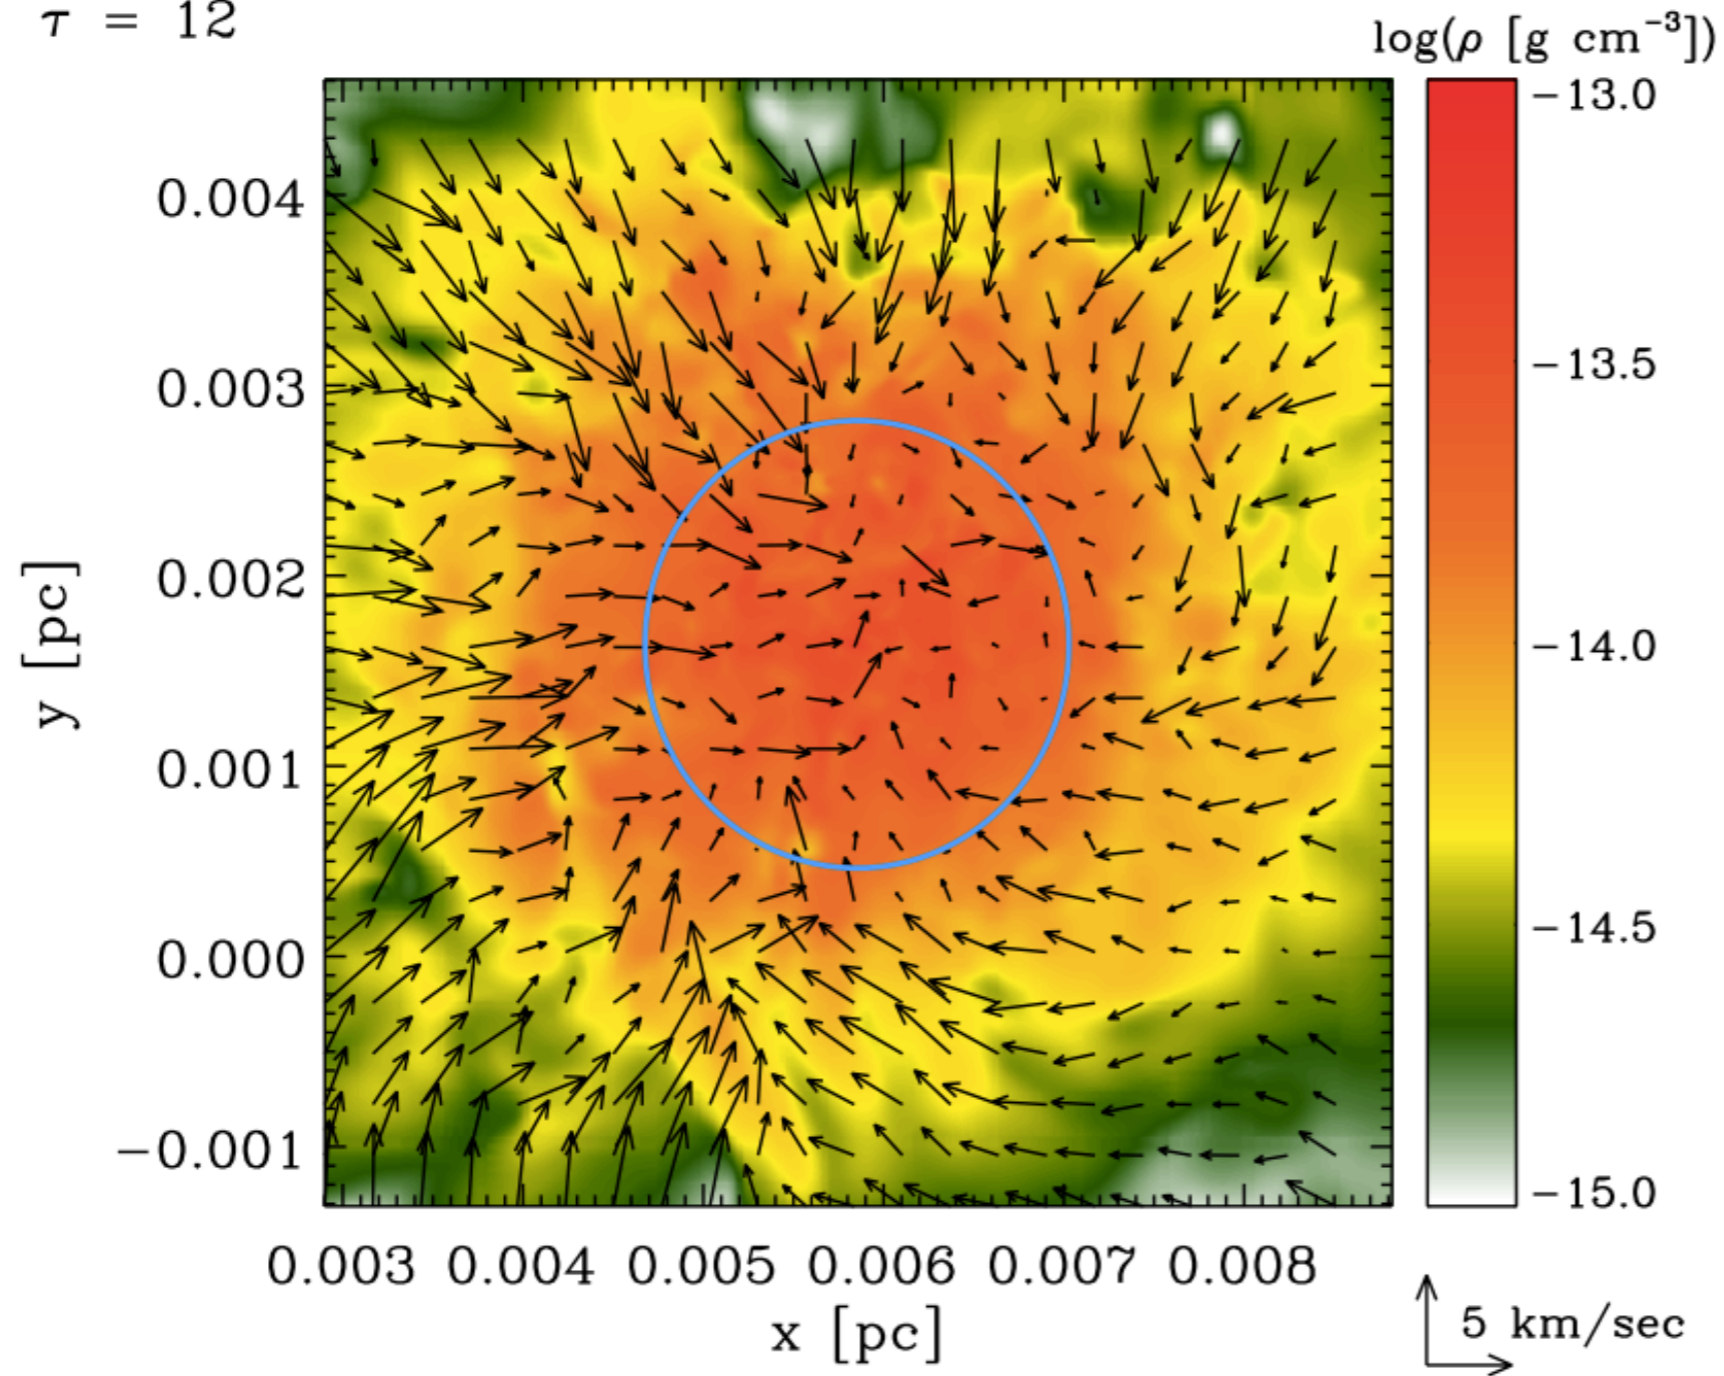 τ = 12
log(ρ [g cm⁻³])
−13.0
−13.5
−14.0
−14.5
−15.0
0.004
0.003
0.002
0.001
0.000
−0.001
y [pc]
0.003 0.004 0.005 0.006 0.007 0.008
x [pc]
5 km/sec